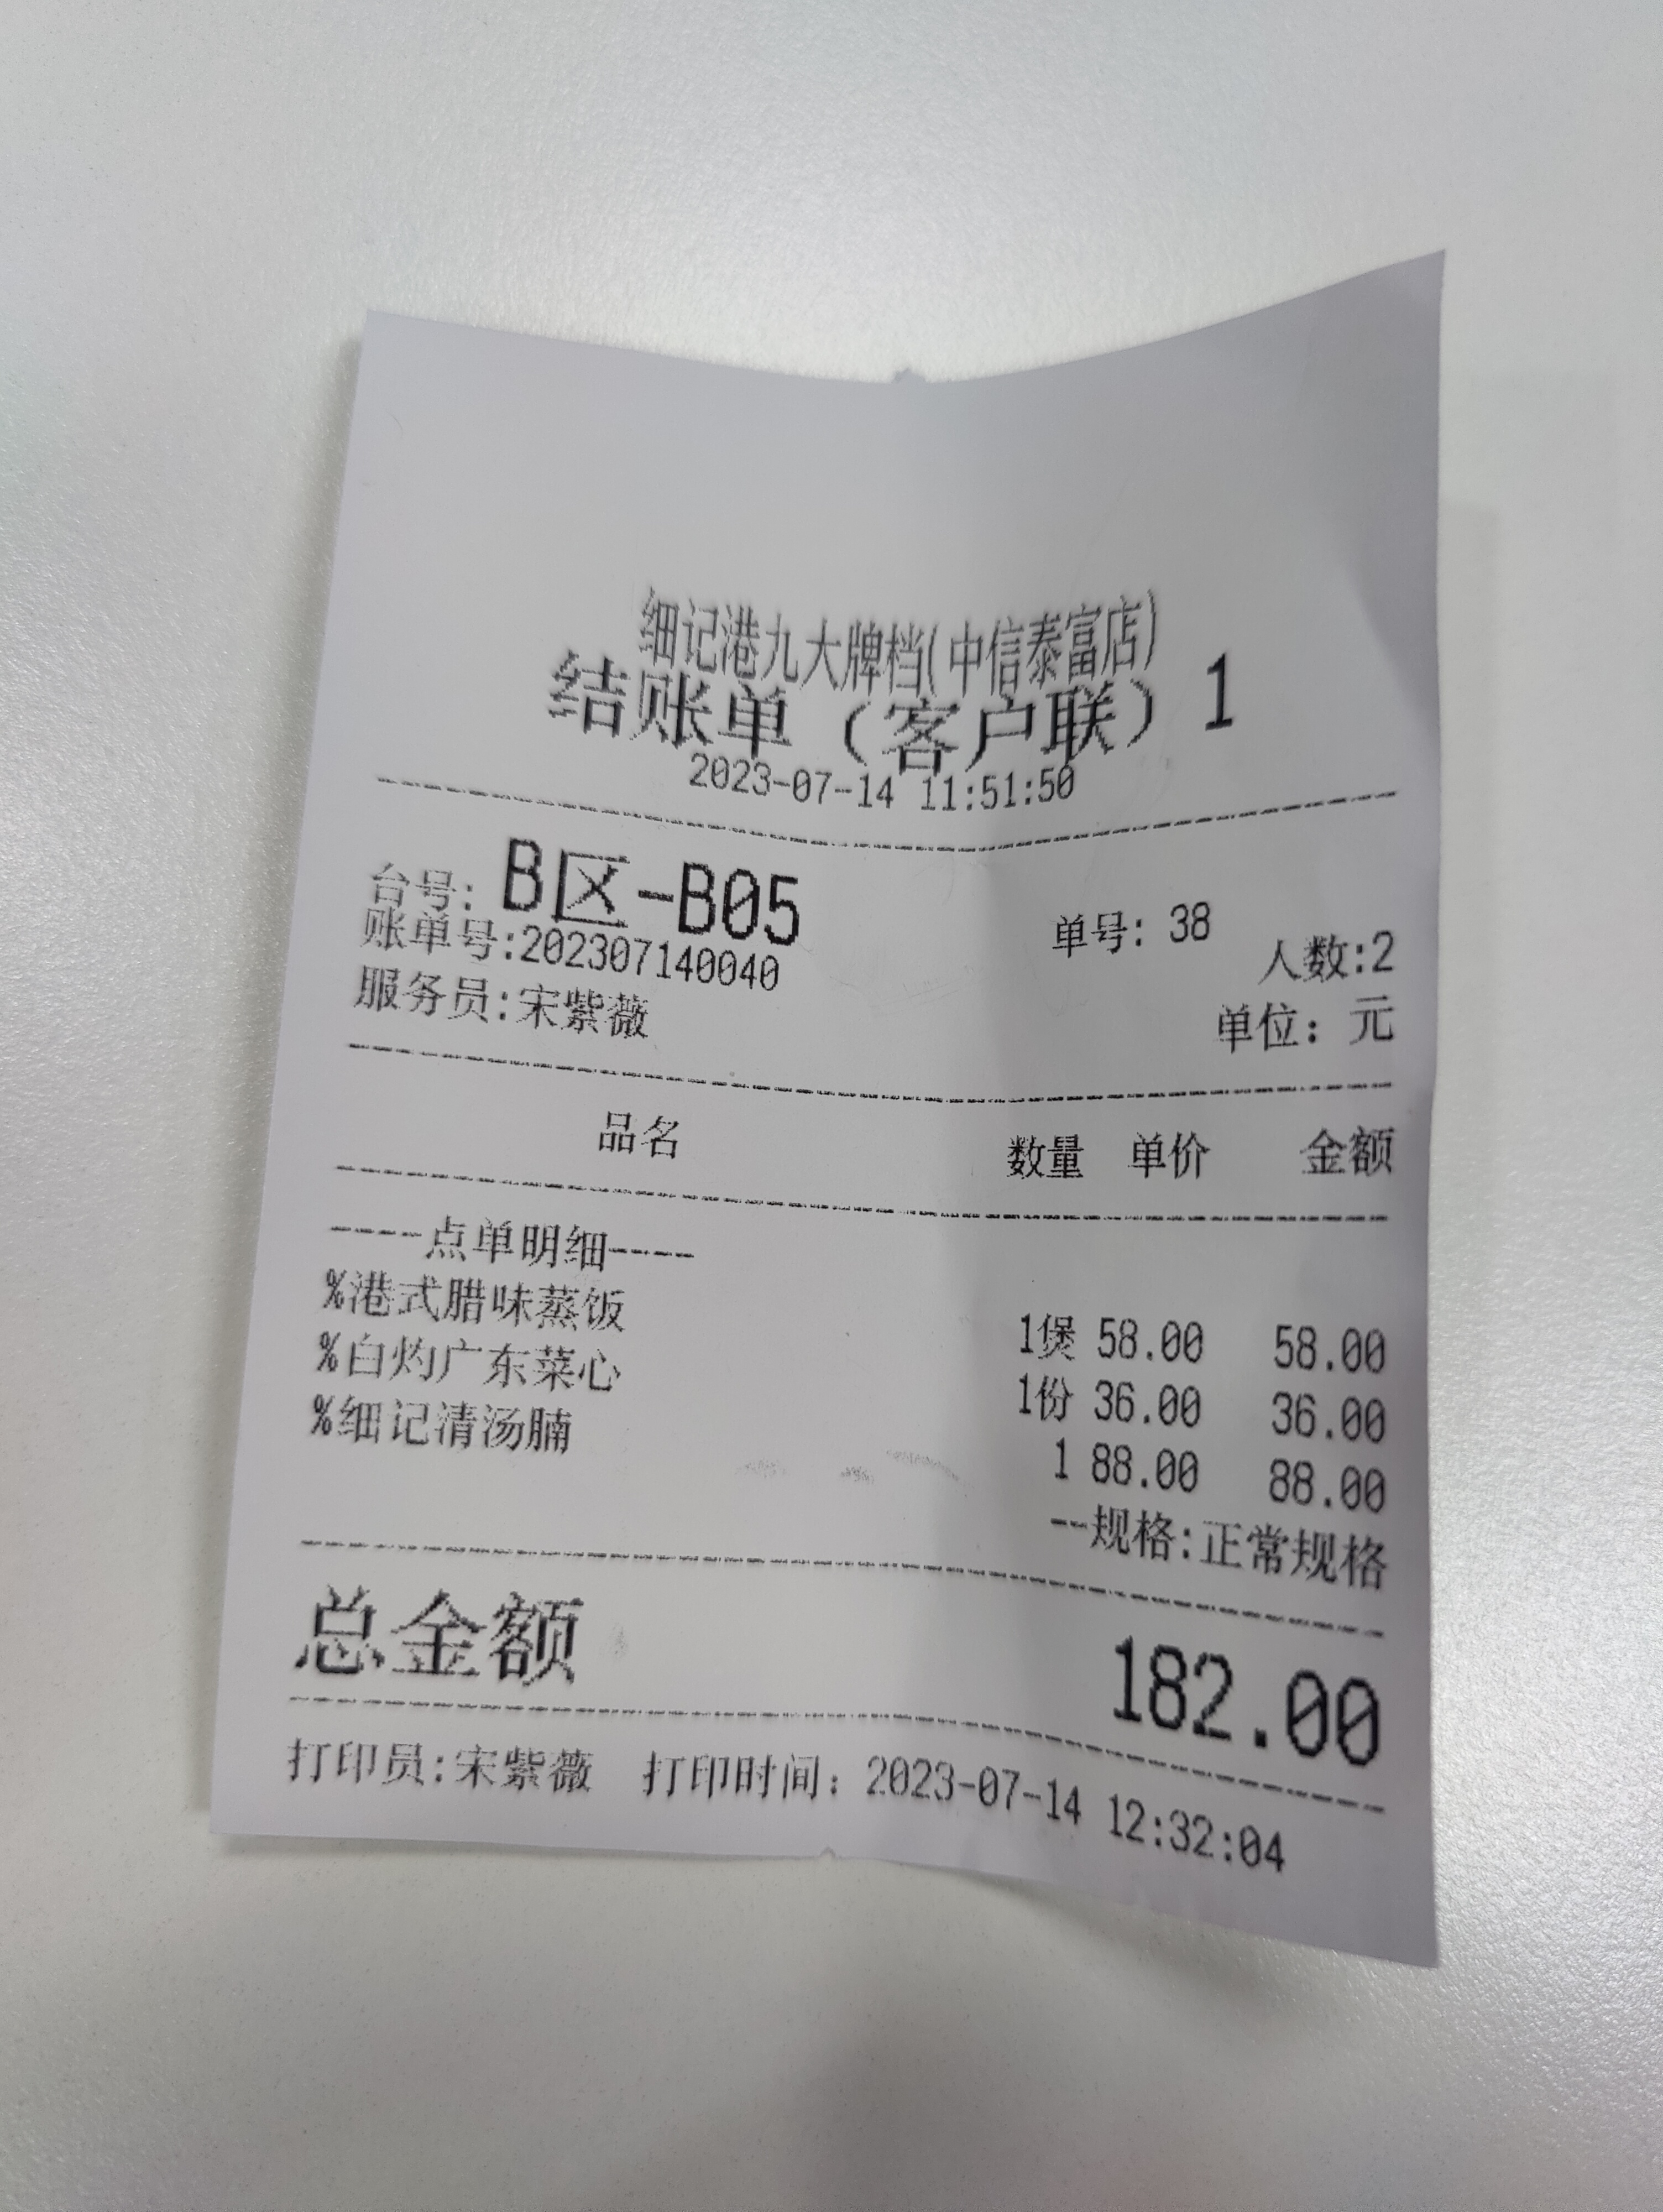 细记港九大牌档(中信泰富店)
结账单（客户联）1
2023-07-14 11:51:50
台号: B区-B05 单号: 38
账单号:202307140040 人数:2
服务员:宋紫薇 单位: 元
品名 数量 单价 金额
----点单明细----
%港式腊味蒸饭 1煲 58.00 58.00
%白灼广东菜心 1份 36.00 36.00
%细记清汤腩 1 88.00 88.00
--规格:正常规格
总金额 182.00
打印员:宋紫薇 打印时间: 2023-07-14 12:32:04